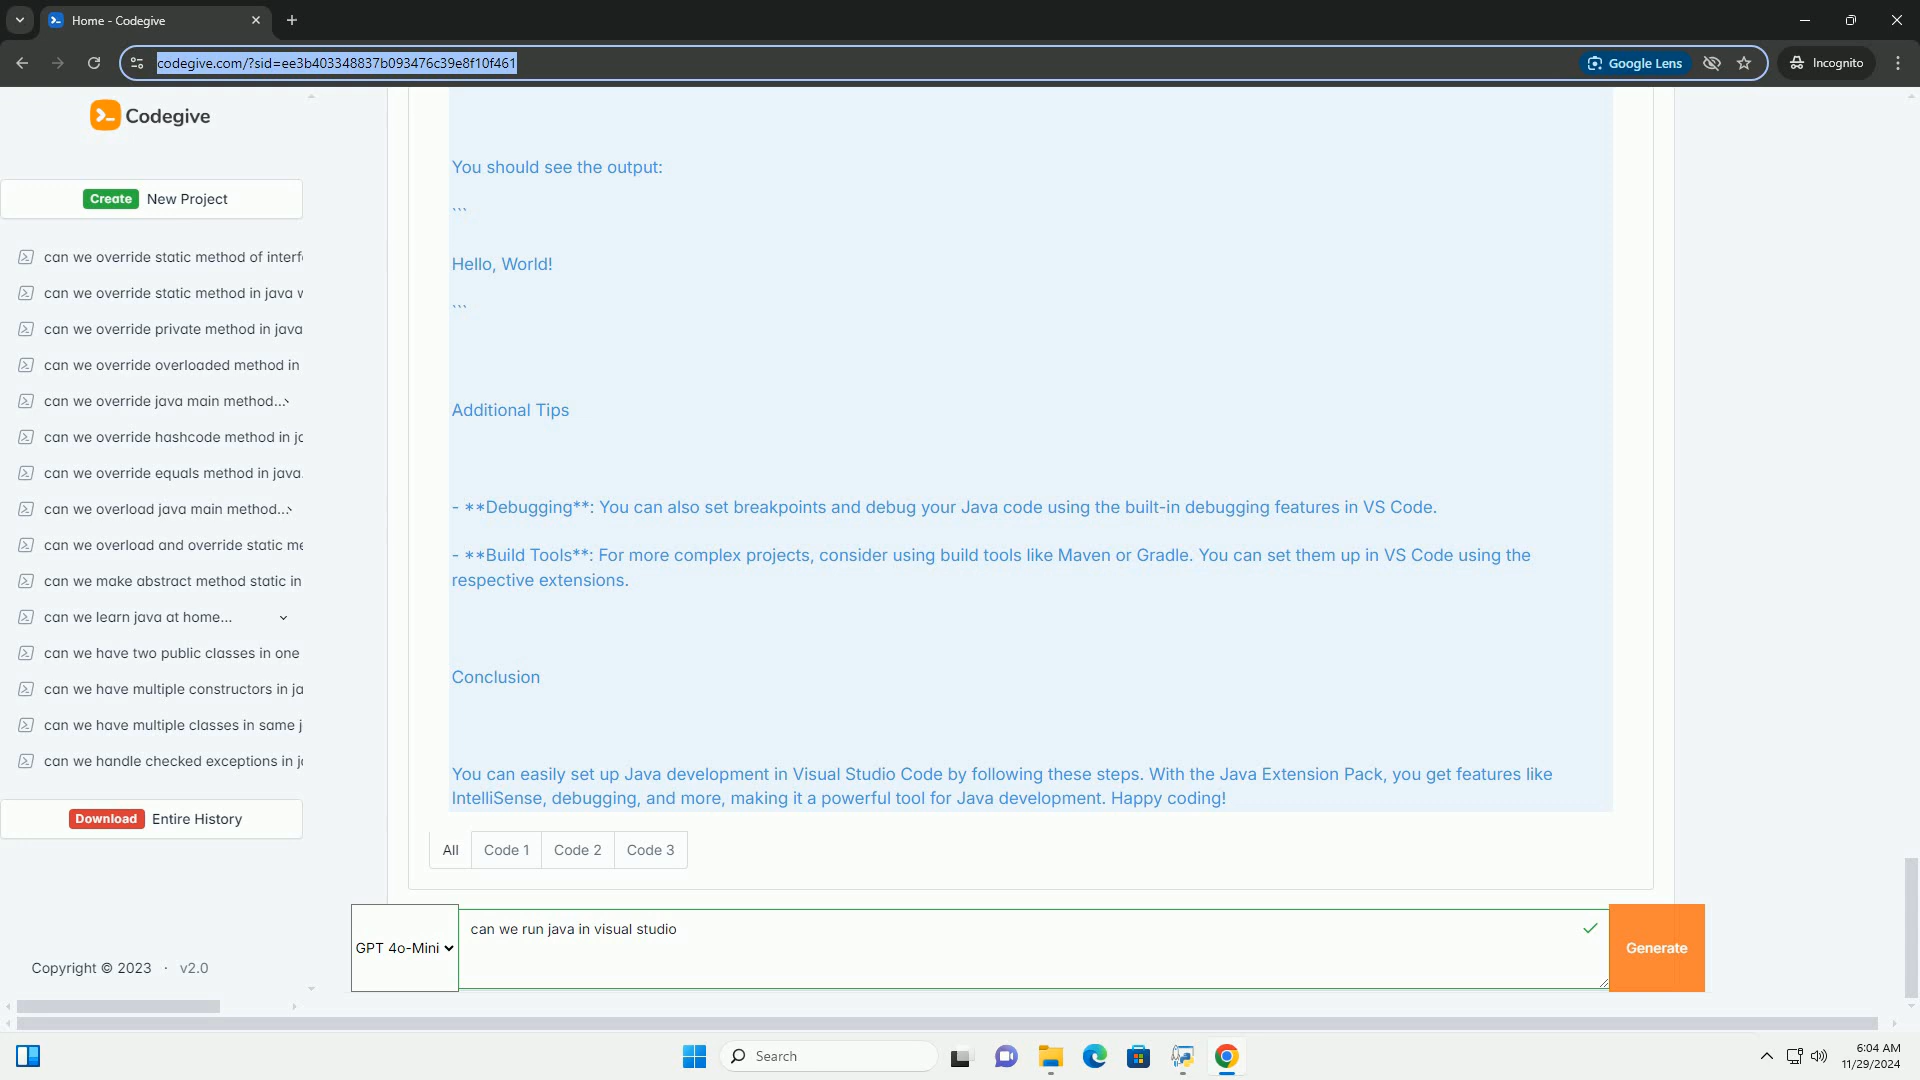 Home - Codegive
codegive.com/?sid=ee3b403348837b093476c39e8f10f461
Google Lens
Incognito
Codegive
Create New Project
can we override static method of interf
can we override static method in java w
can we override private method in java
can we override overloaded method in
can we override java main method...
can we override hashcode method in jc
can we override equals method in java.
can we overload java main method...
can we overload and override static me
can we make abstract method static in
can we learn java at home...
can we have two public classes in one
can we have multiple constructors in ja
can we have multiple classes in same j
can we handle checked exceptions in ja
Download Entire History
Copyright © 2023 · v2.0
You should see the output:
```
Hello, World!
```
Additional Tips
- **Debugging**: You can also set breakpoints and debug your Java code using the built-in debugging features in VS Code.
- **Build Tools**: For more complex projects, consider using build tools like Maven or Gradle. You can set them up in VS Code using the
respective extensions.
Conclusion
You can easily set up Java development in Visual Studio Code by following these steps. With the Java Extension Pack, you get features like
IntelliSense, debugging, and more, making it a powerful tool for Java development. Happy coding!
All Code 1 Code 2 Code 3
GPT 4o-Mini
can we run java in visual studio
Generate
Search
6:04 AM
11/29/2024